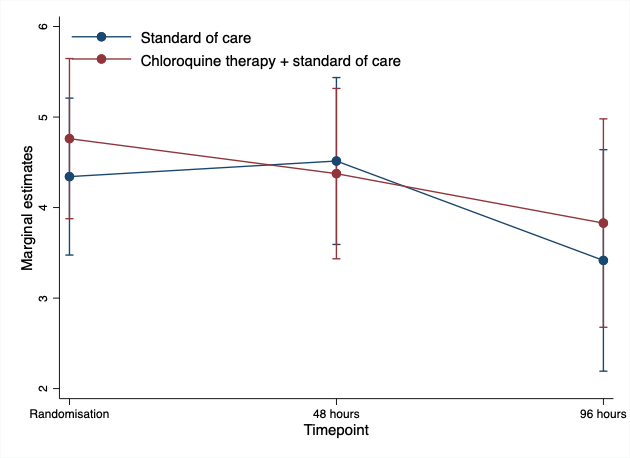 Standard of care
Chloroquine therapy + standard of care
Marginal estimates
6
5
4
3
2
Randomisation
48 hours
96 hours
Timepoint